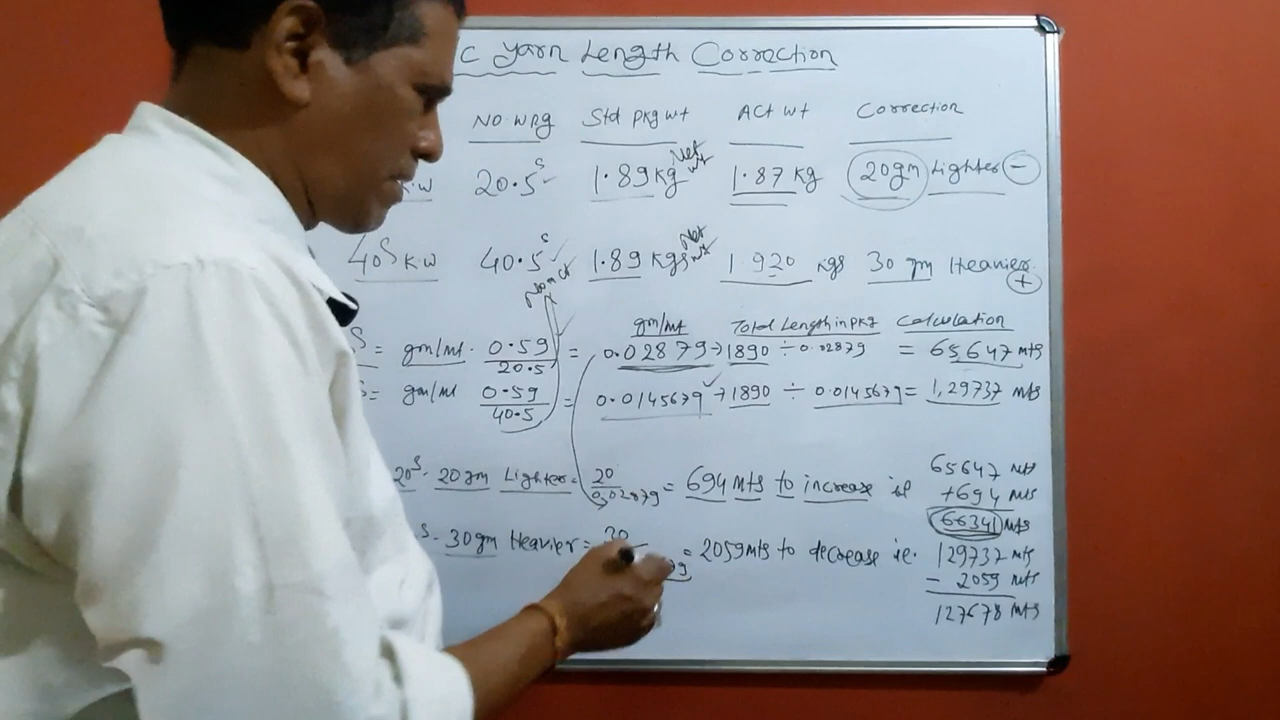 c Yarn Length Correction
No. WRg Std Pkg wt Act wt Correction
K.W 20.5s 1.89 kg Net wt 1.87 kg 20gm Lighter -
40s KW 40.5s 1.89 Kgs Net wt 1.920 kgs 30 gm Heavier +
gm/mt Total Length in pkg Calculation
s = gm/mt. 0.59/20.5 = 0.02879 → 1890 ÷ 0.02879 = 65,647 mts
s = gm/mt 0.59/40.5 = 0.0145679 → 1890 ÷ 0.0145679 = 1,29737 mts
65647 mts
20s. 20gm Lighter = 20/0.02879 = 694 mts to increase ie +694 mts
66341 mts
s. 30gm Heavier = 30 79 = 2059 mts to decrease ie. 129737 mts
- 2059 mts
127678 mts